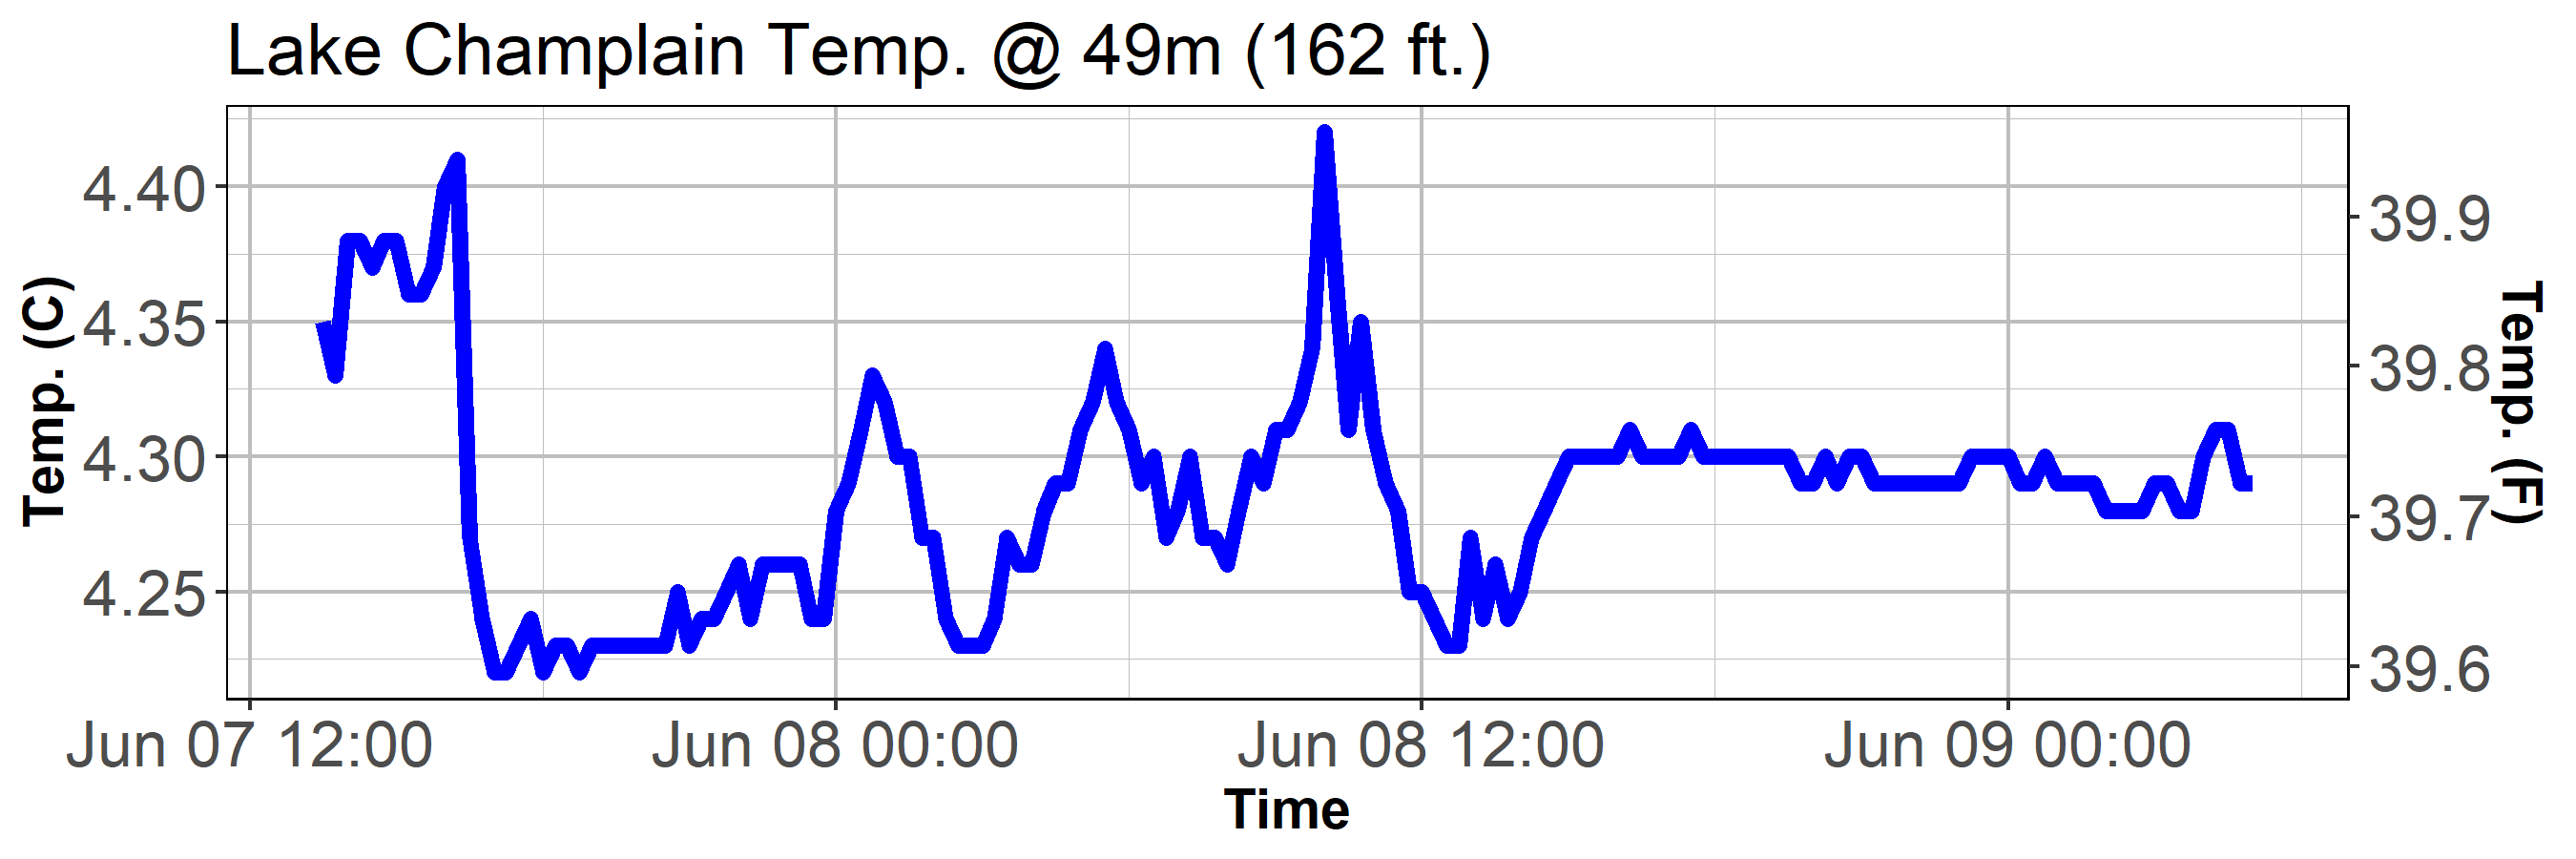 Lake Champlain Temp. @ 49m (162 ft.)
Temp. (C)
4.40
4.35
4.30
4.25
39.9
39.8
39.7
39.6
Temp. (F)
Jun 07 12:00
Jun 08 00:00
Jun 08 12:00
Jun 09 00:00
Time